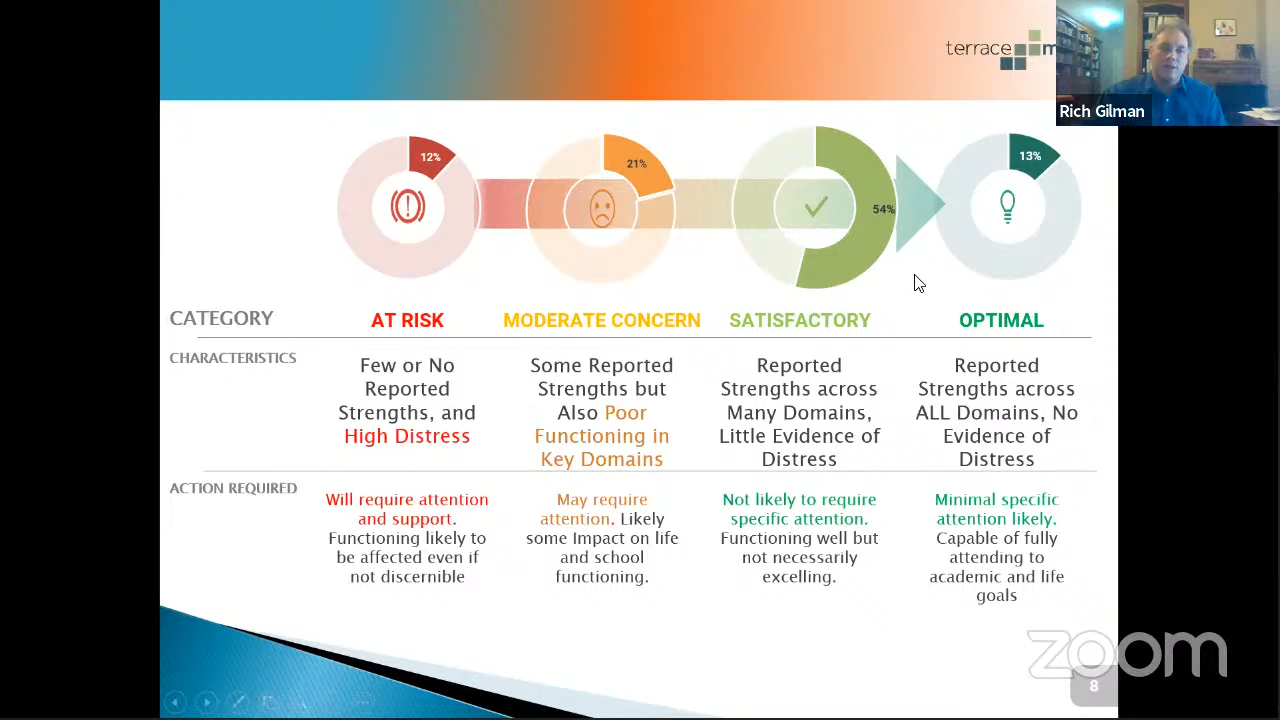 terrace m
Rich Gilman
12%
21%
54%
13%
CATEGORY
AT RISK
MODERATE CONCERN
SATISFACTORY
OPTIMAL
CHARACTERISTICS
Few or No
Reported
Strengths, and
High Distress
Some Reported
Strengths but
Also Poor
Functioning in
Key Domains
Reported
Strengths across
Many Domains,
Little Evidence of
Distress
Reported
Strengths across
ALL Domains, No
Evidence of
Distress
ACTION REQUIRED
Will require attention
and support.
Functioning likely to
be affected even if
not discernible
May require
attention. Likely
some Impact on life
and school
functioning.
Not likely to require
specific attention.
Functioning well but
not necessarily
excelling.
Minimal specific
attention likely.
Capable of fully
attending to
academic and life
goals
zoom
8